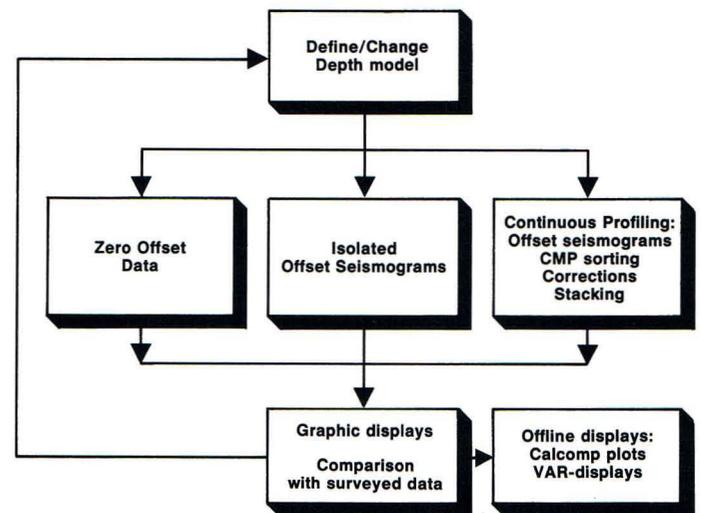 Define/Change
Depth model
Zero Offset
Data
Isolated
Offset Seismograms
Continuous Profiling:
Offset seismograms
CMP sorting
Corrections
Stacking
Graphic displays
Comparison
with surveyed data
Offline displays:
Calcomp plots
VAR-displays